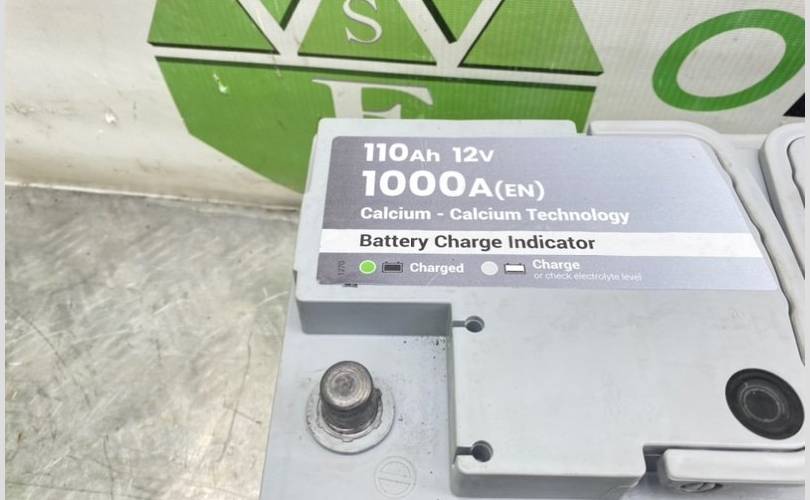 S
E
110Ah 12V
1000A(EN)
Calcium - Calcium Technology
Battery Charge Indicator
Charged
Charge
or check electrolyte level